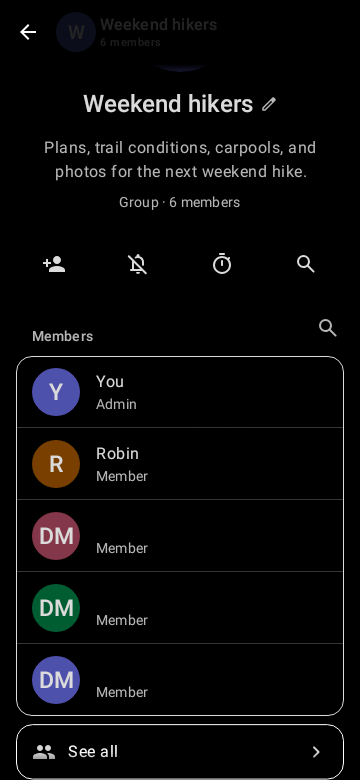 W
Weekend hikers
6 members
Weekend hikers
Plans, trail conditions, carpools, and
photos for the next weekend hike.
Group · 6 members
Members
Y
You
Admin
R
Robin
Member
DM
Member
DM
Member
DM
Member
See all